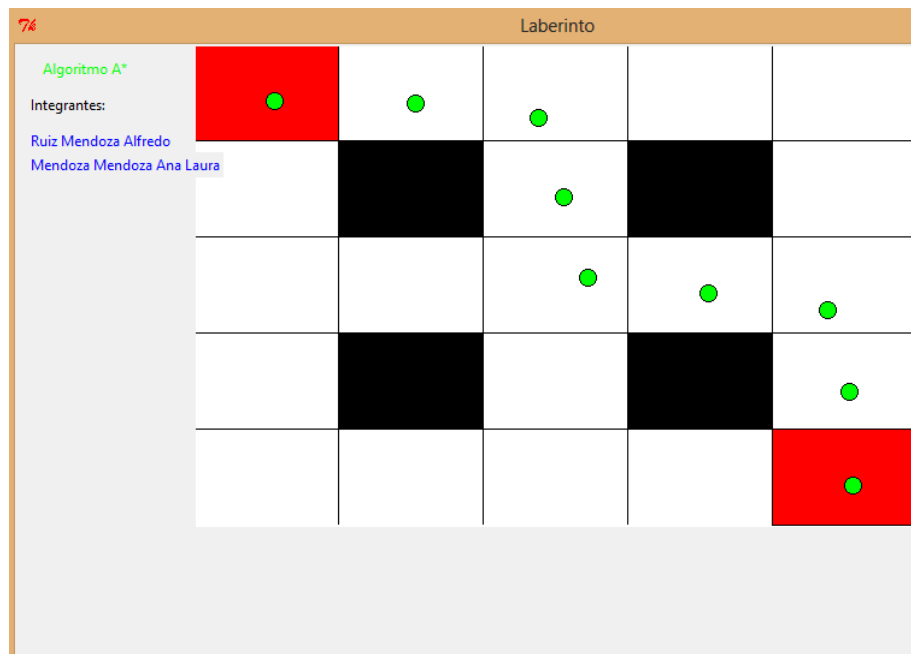 Laberinto
Algoritmo A*
Integrantes:
Ruiz Mendoza Alfredo
Mendoza Mendoza Ana Laura